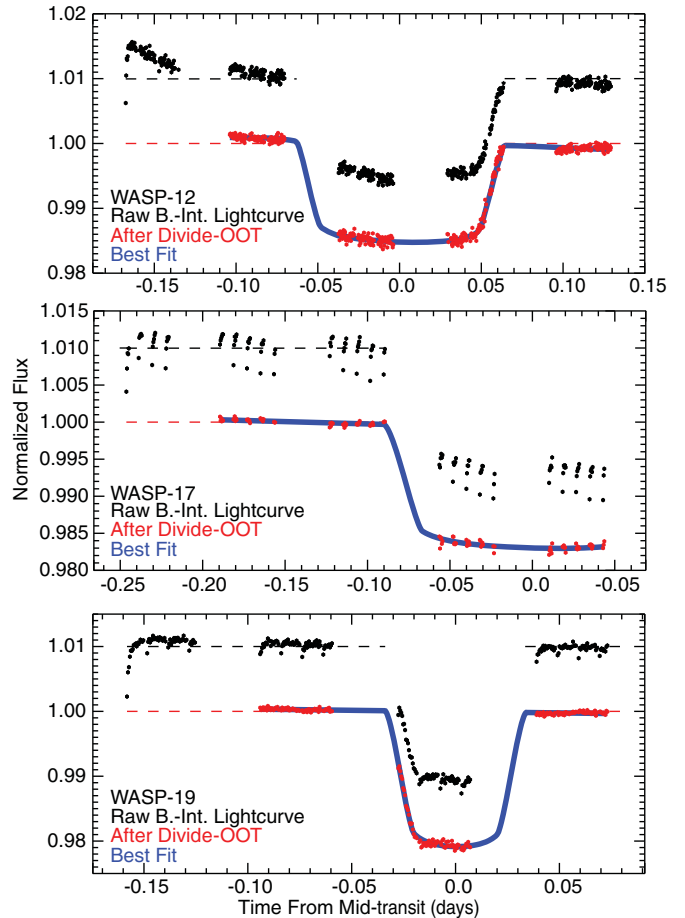 1.02
1.01
1.00
0.99
0.98
WASP-12
Raw B.-Int. Lightcurve
After Divide-OOT
Best Fit
-0.15 -0.10 -0.05 0.0 0.05 0.10 0.15
Normalized Flux
1.015
1.010
1.005
1.000
0.995
0.990
0.985
0.980
WASP-17
Raw B.-Int. Lightcurve
After Divide-OOT
Best Fit
-0.25 -0.20 -0.15 -0.10 -0.05 0.0 -0.05
1.01
1.00
0.99
0.98
WASP-19
Raw B.-Int. Lightcurve
After Divide-OOT
Best Fit
-0.15 -0.10 -0.05 0.0 0.05
Time From Mid-transit (days)